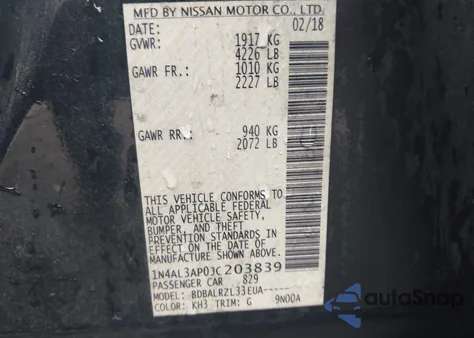 MFD BY NISSAN MOTOR CO., LTD
DATE: 02/18
GVWR: 1917 KG
4226 LB
GAWR FR.: 1010 KG
2227 LB
GAWR RR.: 940 KG
2072 LB
THIS VEHICLE CONFORMS TO
ALL APPLICABLE FEDERAL
MOTOR VEHICLE SAFETY,
BUMPER, AND THEFT
PREVENTION STANDARDS IN
EFFECT ON THE DATE OF
MANUFACTURE SHOWN ABOVE.
1N4AL3AP0JC203839
PASSENGER CAR 829
MODEL: BDBALRZL33EUA-----
COLOR: KH3 TRIM: G 9N00A
AutoSnap